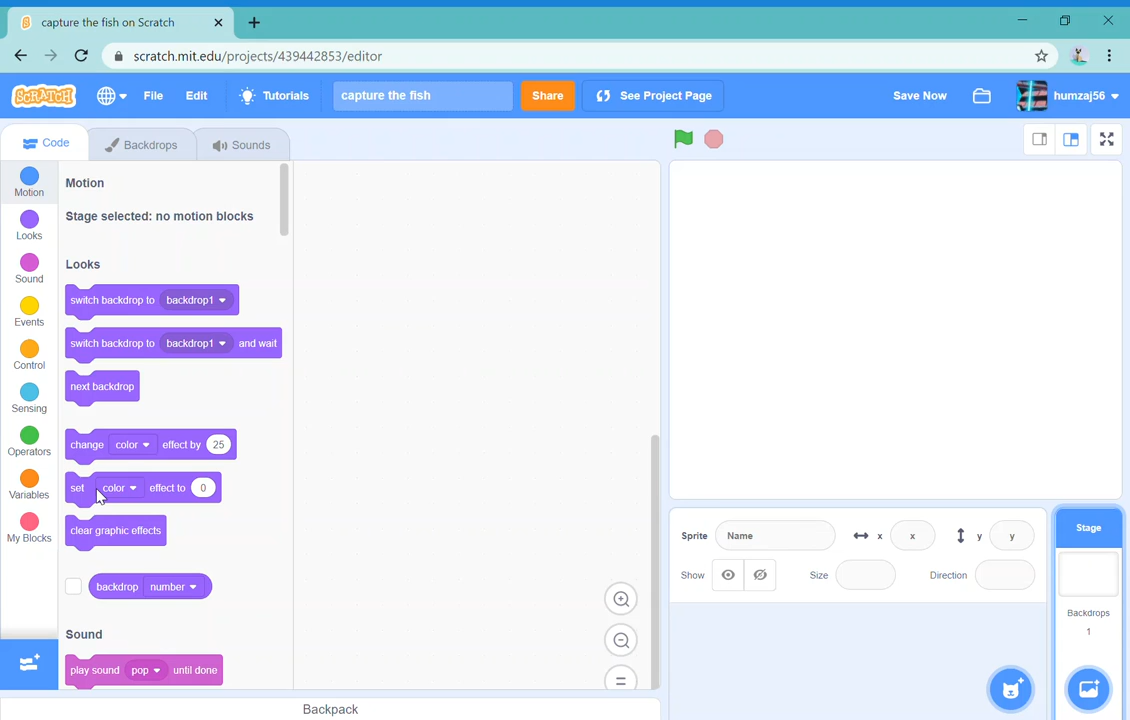 capture the fish on Scratch
scratch.mit.edu/projects/439442853/editor
SCRATCH File Edit Tutorials capture the fish Share See Project Page Save Now humzaj56
Code Backdrops Sounds
Motion
Looks
Sound
Events
Control
Sensing
Operators
Variables
My Blocks
Motion
Stage selected: no motion blocks
Looks
switch backdrop to backdrop1
switch backdrop to backdrop1 and wait
next backdrop
change color effect by 25
set color effect to 0
clear graphic effects
backdrop number
Sound
play sound pop until done
Backpack
Sprite Name x x y y
Show Size Direction
Stage
Backdrops
1